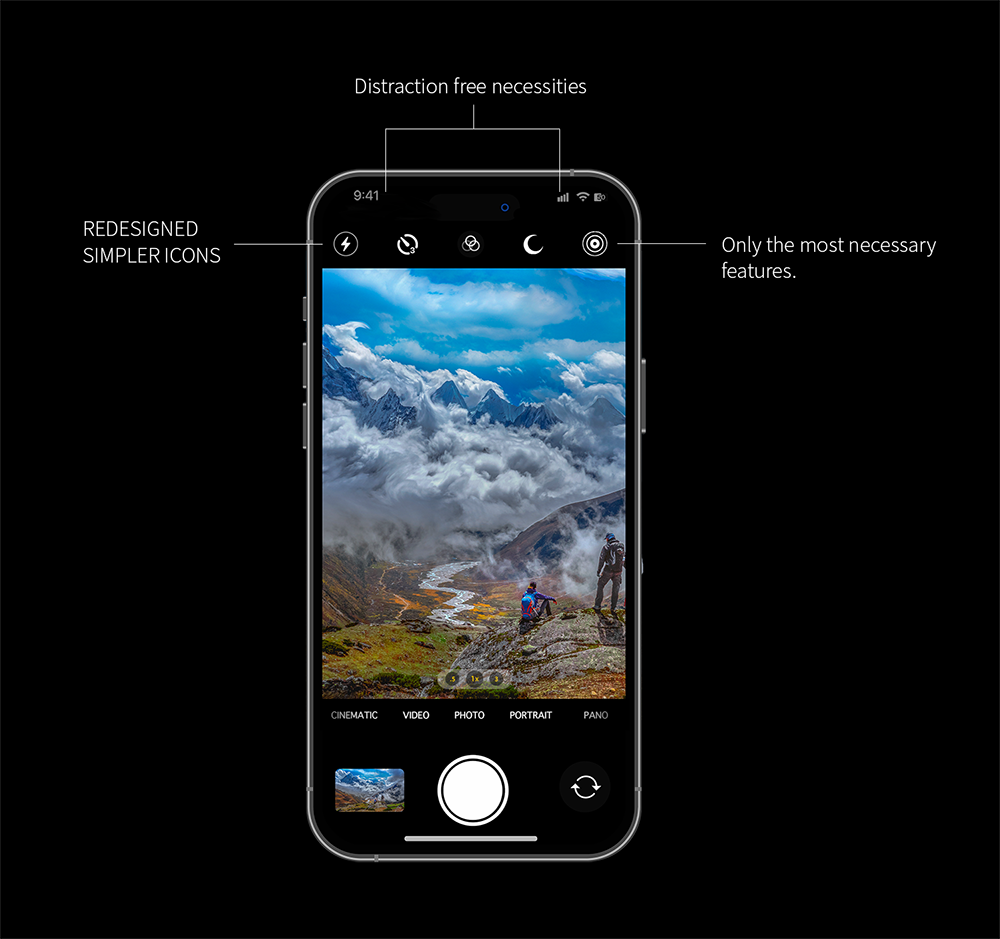 Distraction free necessities
9:41
REDESIGNED
SIMPLER ICONS
3
Only the most necessary
features.
.5 1x 3
CINEMATIC VIDEO PHOTO PORTRAIT PANO